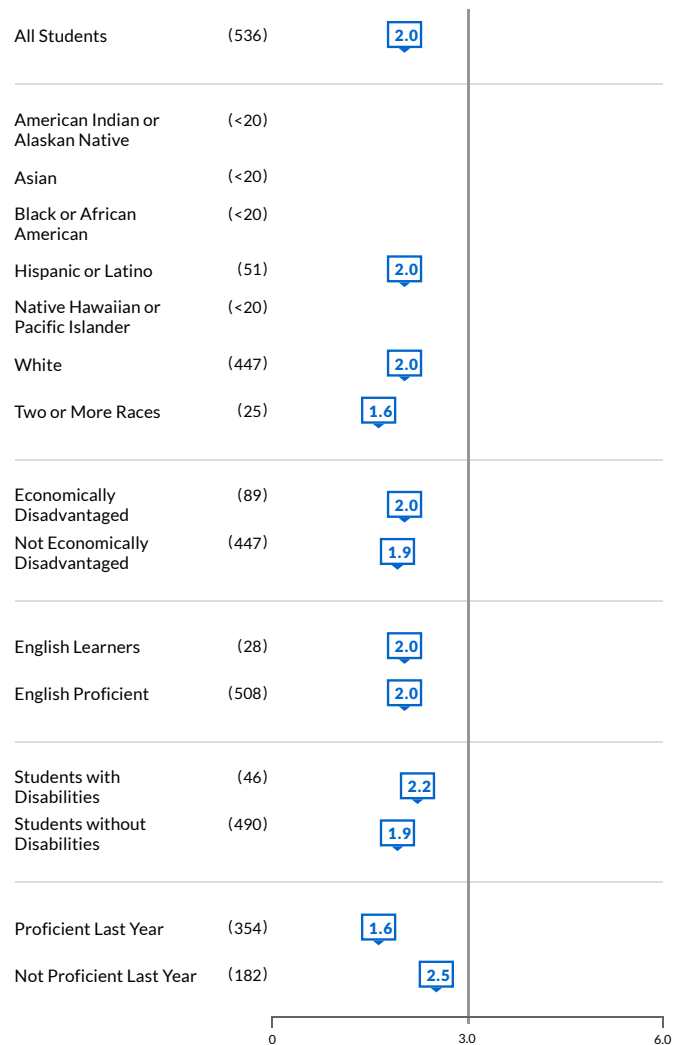 All Students (536) 2.0
American Indian or (<20)
Alaskan Native
Asian (<20)
Black or African (<20)
American
Hispanic or Latino (51) 2.0
Native Hawaiian or (<20)
Pacific Islander
White (447) 2.0
Two or More Races (25) 1.6
Economically (89) 2.0
Disadvantaged
Not Economically (447) 1.9
Disadvantaged
English Learners (28) 2.0
English Proficient (508) 2.0
Students with (46) 2.2
Disabilities
Students without (490) 1.9
Disabilities
Proficient Last Year (354) 1.6
Not Proficient Last Year (182) 2.5
0 3.0 6.0